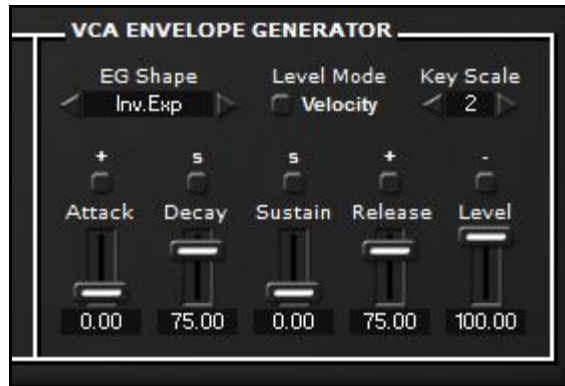 VCA ENVELOPE GENERATOR
EG Shape Level Mode Key Scale
Inv.Exp Velocity 2
+ s s + -
Attack Decay Sustain Release Level
0.00 75.00 0.00 75.00 100.00